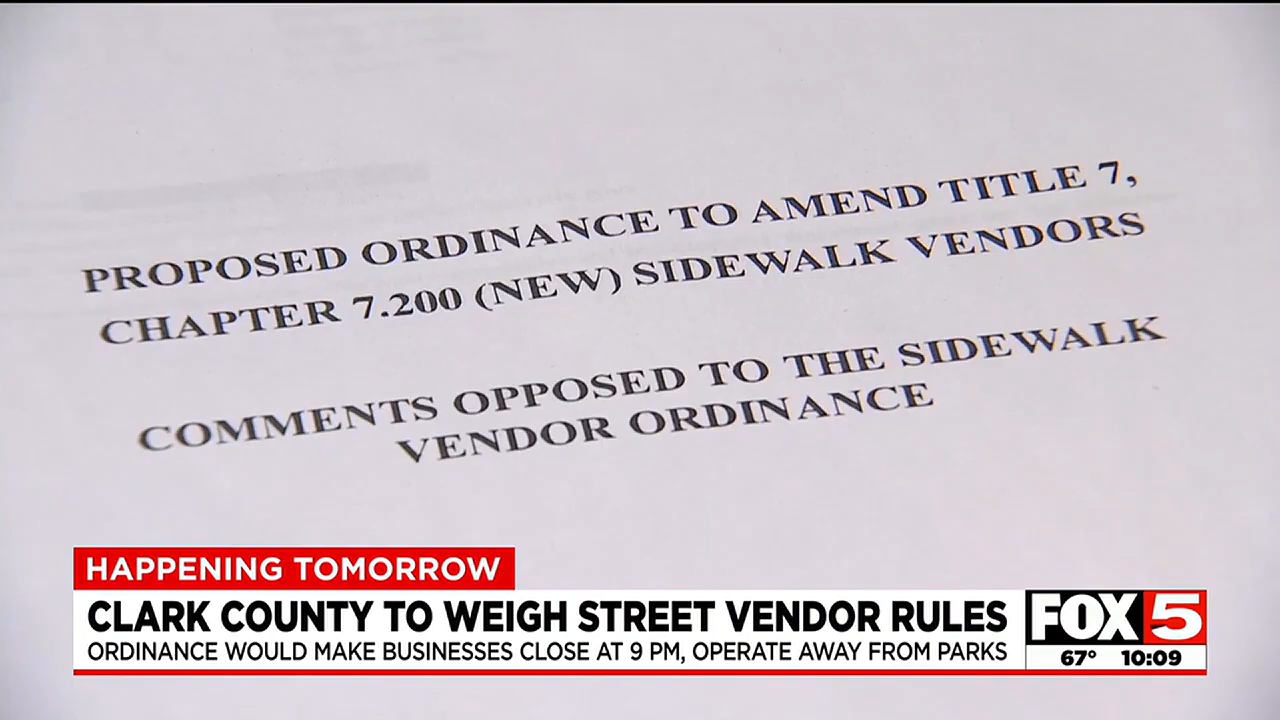 PROPOSED ORDINANCE TO AMEND TITLE 7,
CHAPTER 7.200 (NEW) SIDEWALK VENDORS
COMMENTS OPPOSED TO THE SIDEWALK
VENDOR ORDINANCE
HAPPENING TOMORROW
CLARK COUNTY TO WEIGH STREET VENDOR RULES
ORDINANCE WOULD MAKE BUSINESSES CLOSE AT 9 PM, OPERATE AWAY FROM PARKS
FOX 5
67° 10:09